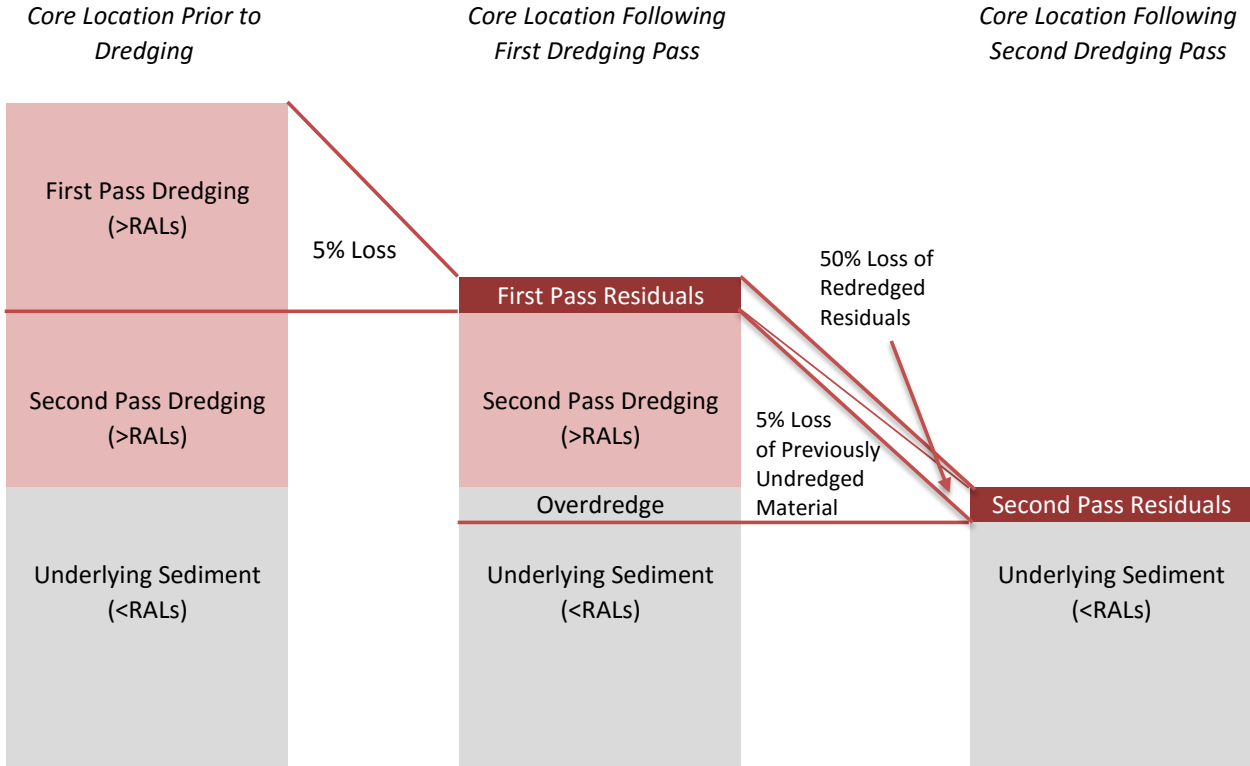 Core Location Prior to
Dredging
Core Location Following
First Dredging Pass
Core Location Following
Second Dredging Pass
First Pass Dredging
(>RALs)
Second Pass Dredging
(>RALs)
Underlying Sediment
(<RALs)
5% Loss
First Pass Residuals
Second Pass Dredging
(>RALs)
Overdredge
Underlying Sediment
(<RALs)
50% Loss of
Redredged
Residuals
5% Loss
of Previously
Undredged
Material
Second Pass Residuals
Underlying Sediment
(<RALs)